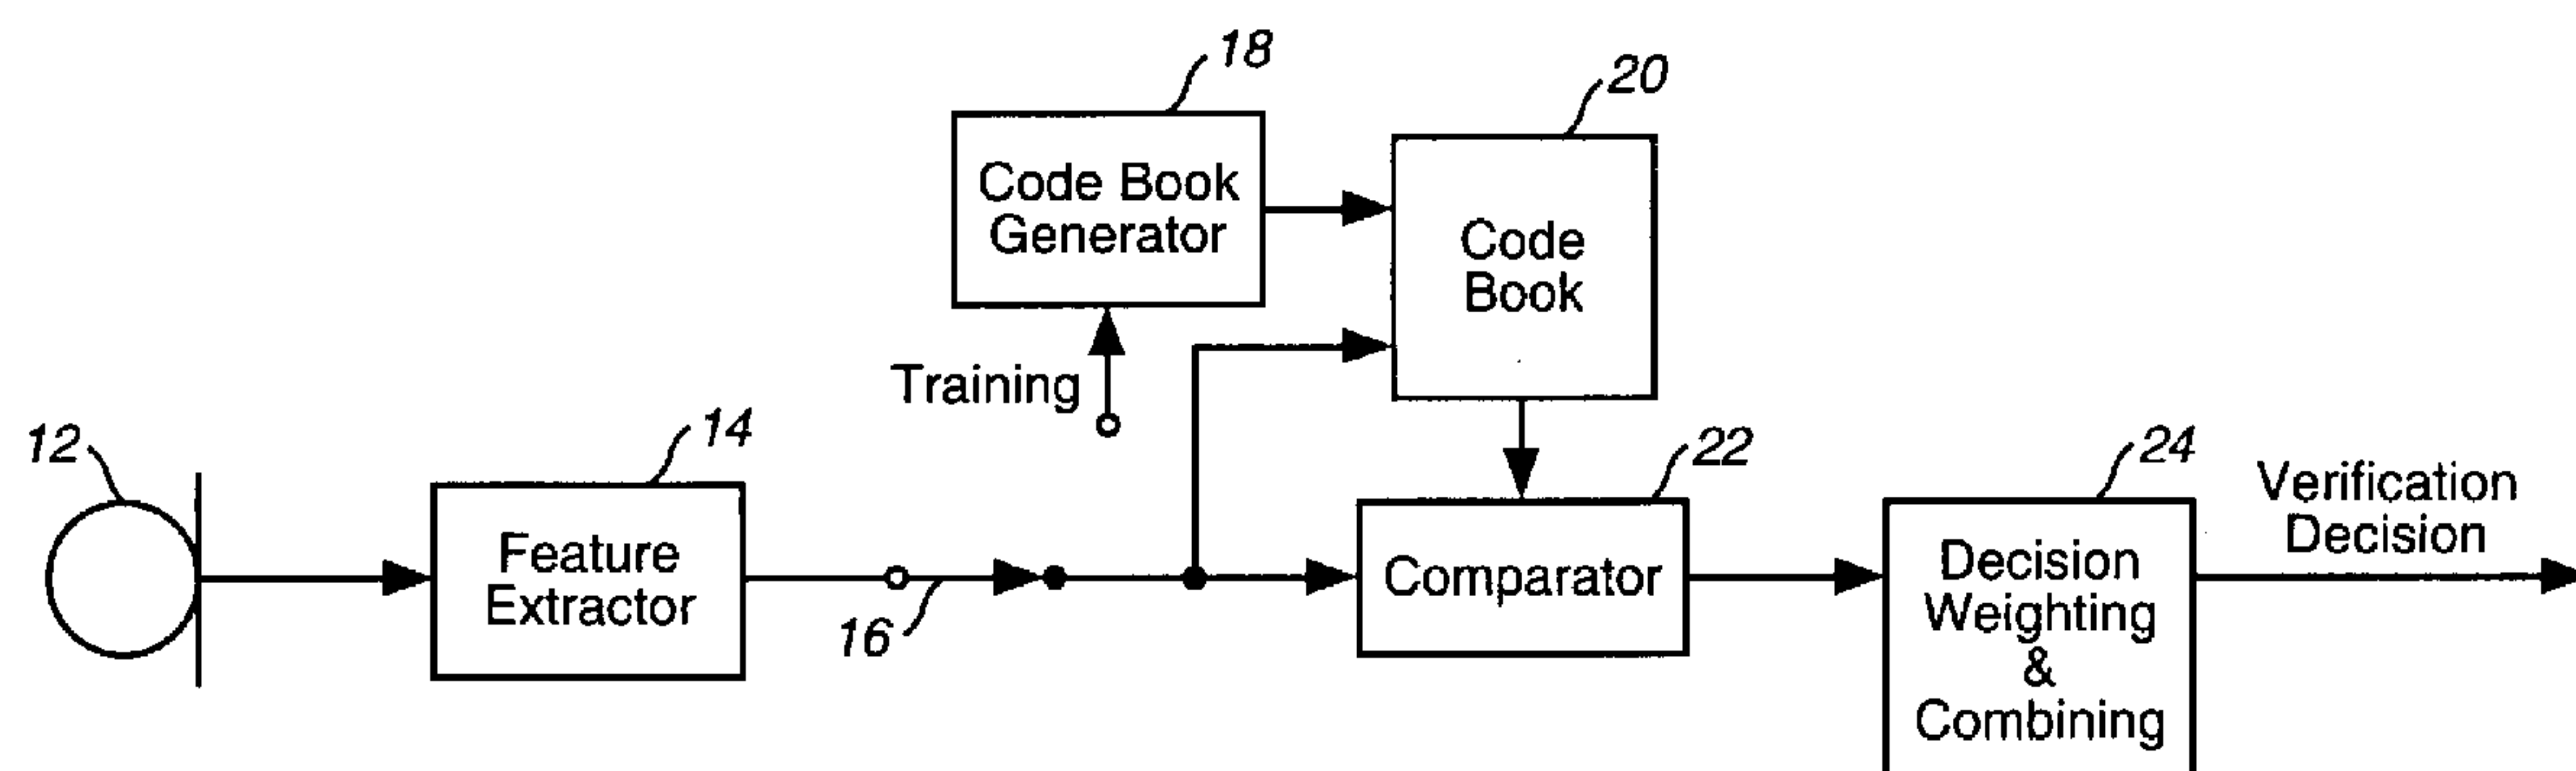 18
20
Code Book
Generator
Code
Book
Training
12
14
22
24
Verification
Decision
Feature
Extractor
16
Comparator
Decision
Weighting
&
Combining